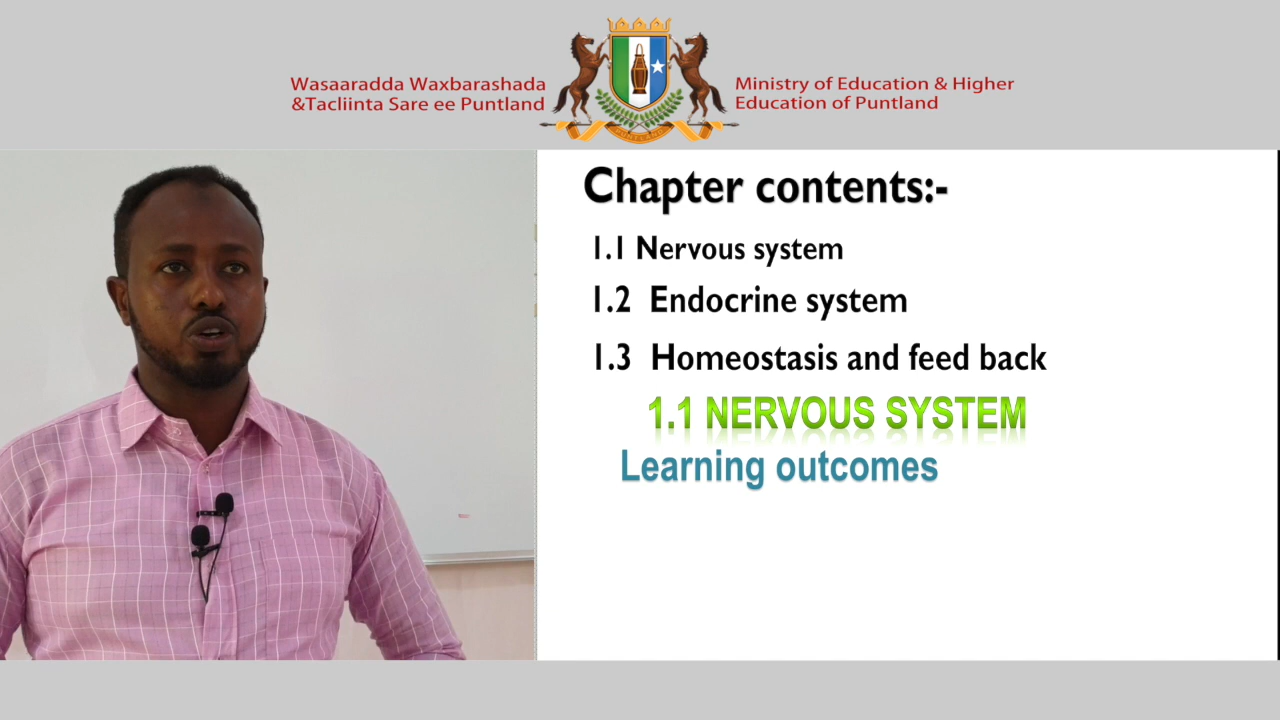 Wasaaradda Waxbarashada
&Tacliinta Sare ee Puntland
Ministry of Education & Higher
Education of Puntland
PUNTLAND
Chapter contents:-
1.1 Nervous system
1.2 Endocrine system
1.3 Homeostasis and feed back
1.1 NERVOUS SYSTEM
Learning outcomes